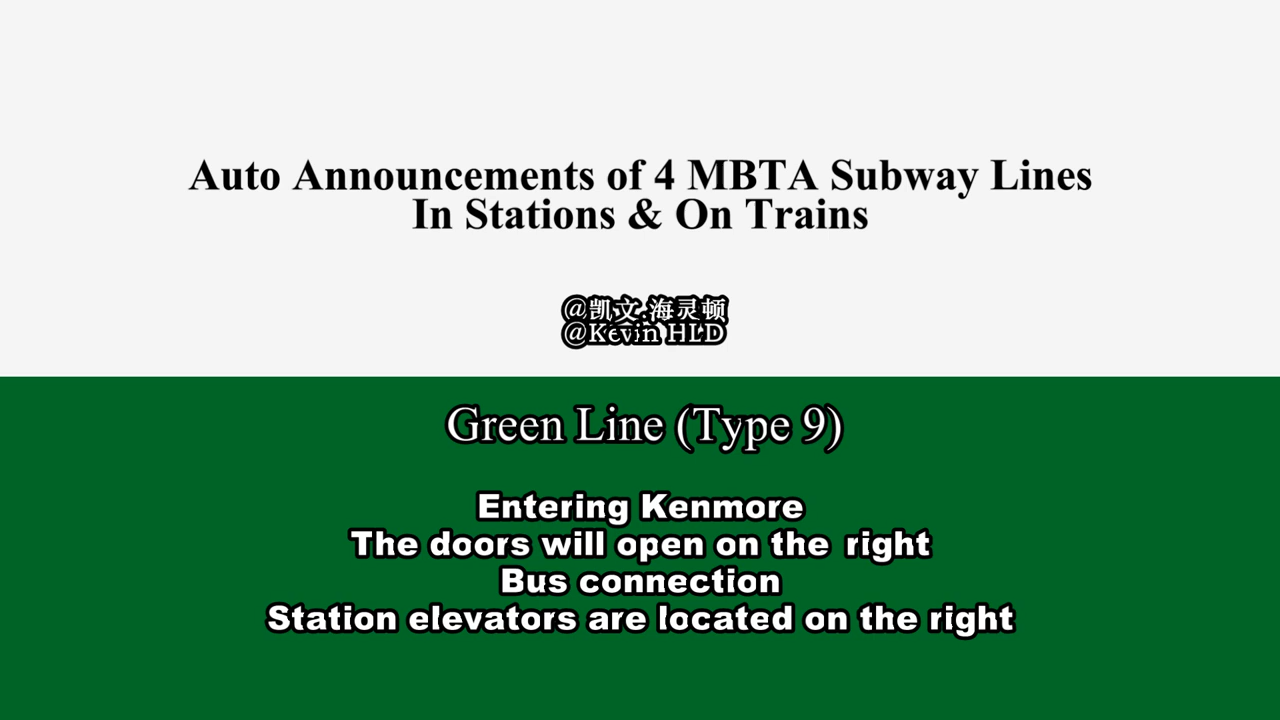 Auto Announcements of 4 MBTA Subway Lines
In Stations & On Trains
@凯文.海灵顿
@Kevin HLD
Green Line (Type 9)
Entering Kenmore
The doors will open on the right
Bus connection
Station elevators are located on the right